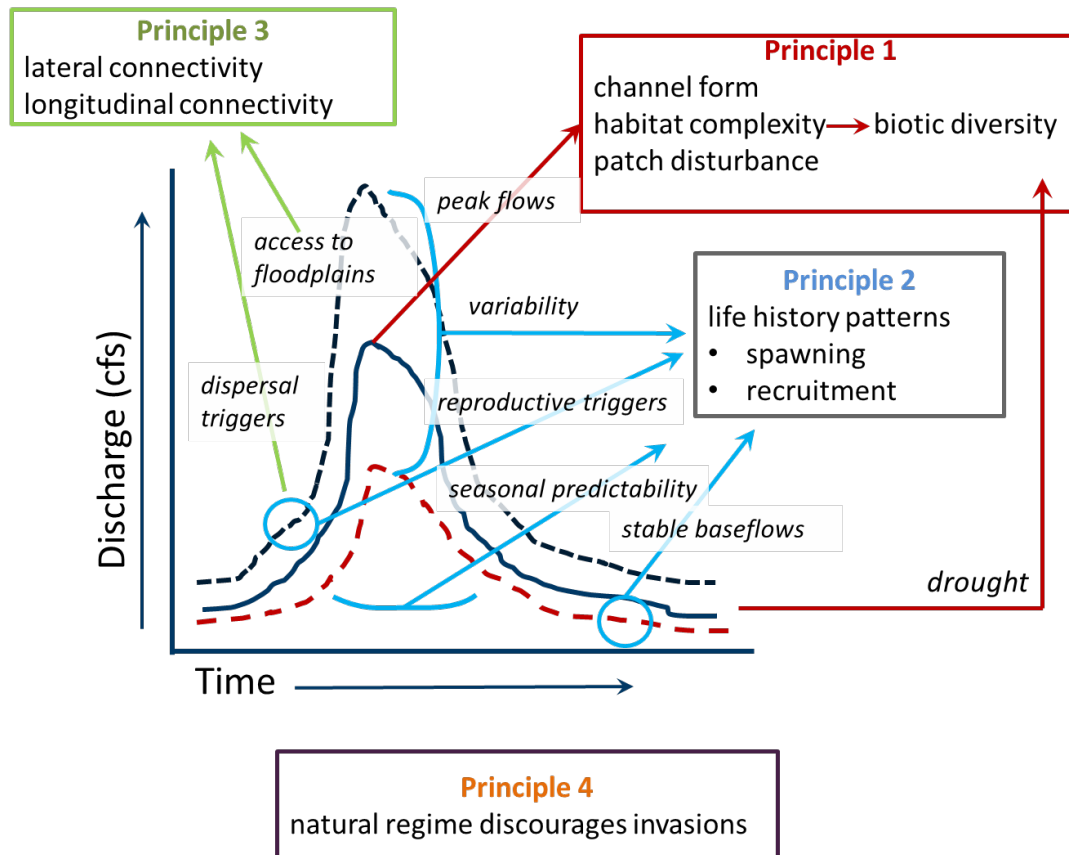 Principle 3
lateral connectivity
longitudinal connectivity
Principle 1
channel form
habitat complexity
biotic diversity
patch disturbance
peak flows
access to
floodplains
Principle 2
life history patterns
• spawning
• recruitment
variability
dispersal
triggers
reproductive triggers
seasonal predictability
stable baseflows
drought
Discharge (cfs)
Time
Principle 4
natural regime discourages invasions